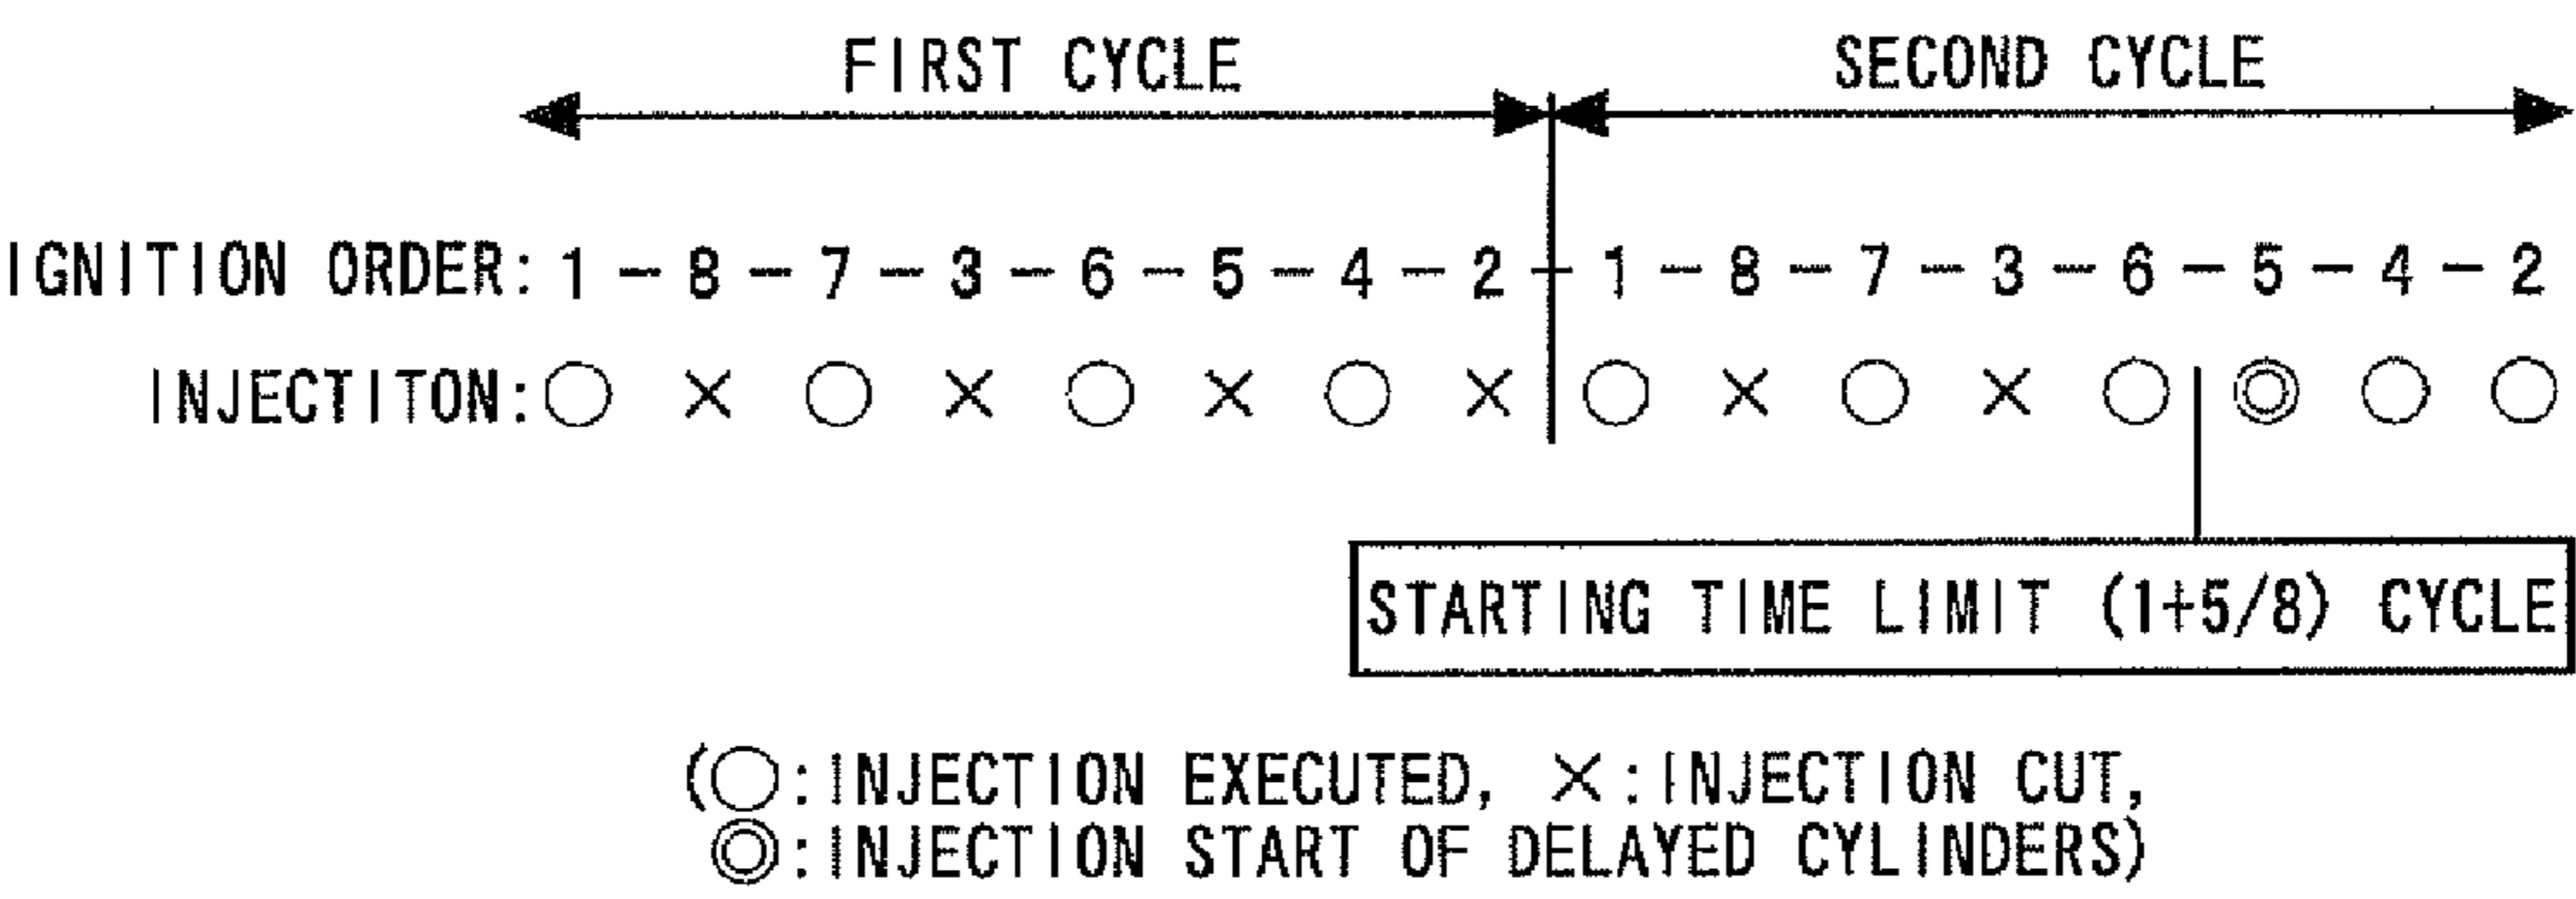 FIRST CYCLE SECOND CYCLE
IGNITION ORDER: 1 - 8 - 7 - 3 - 6 - 5 - 4 - 2 - 1 - 8 - 7 - 3 - 6 - 5 - 4 - 2
INJECTITON: ○ × ○ × ○ × ○ × ○ × ○ × ○ ◎ ○ ○
STARTING TIME LIMIT (1+5/8) CYCLE
(○: INJECTION EXECUTED, ×: INJECTION CUT,
◎: INJECTION START OF DELAYED CYLINDERS)